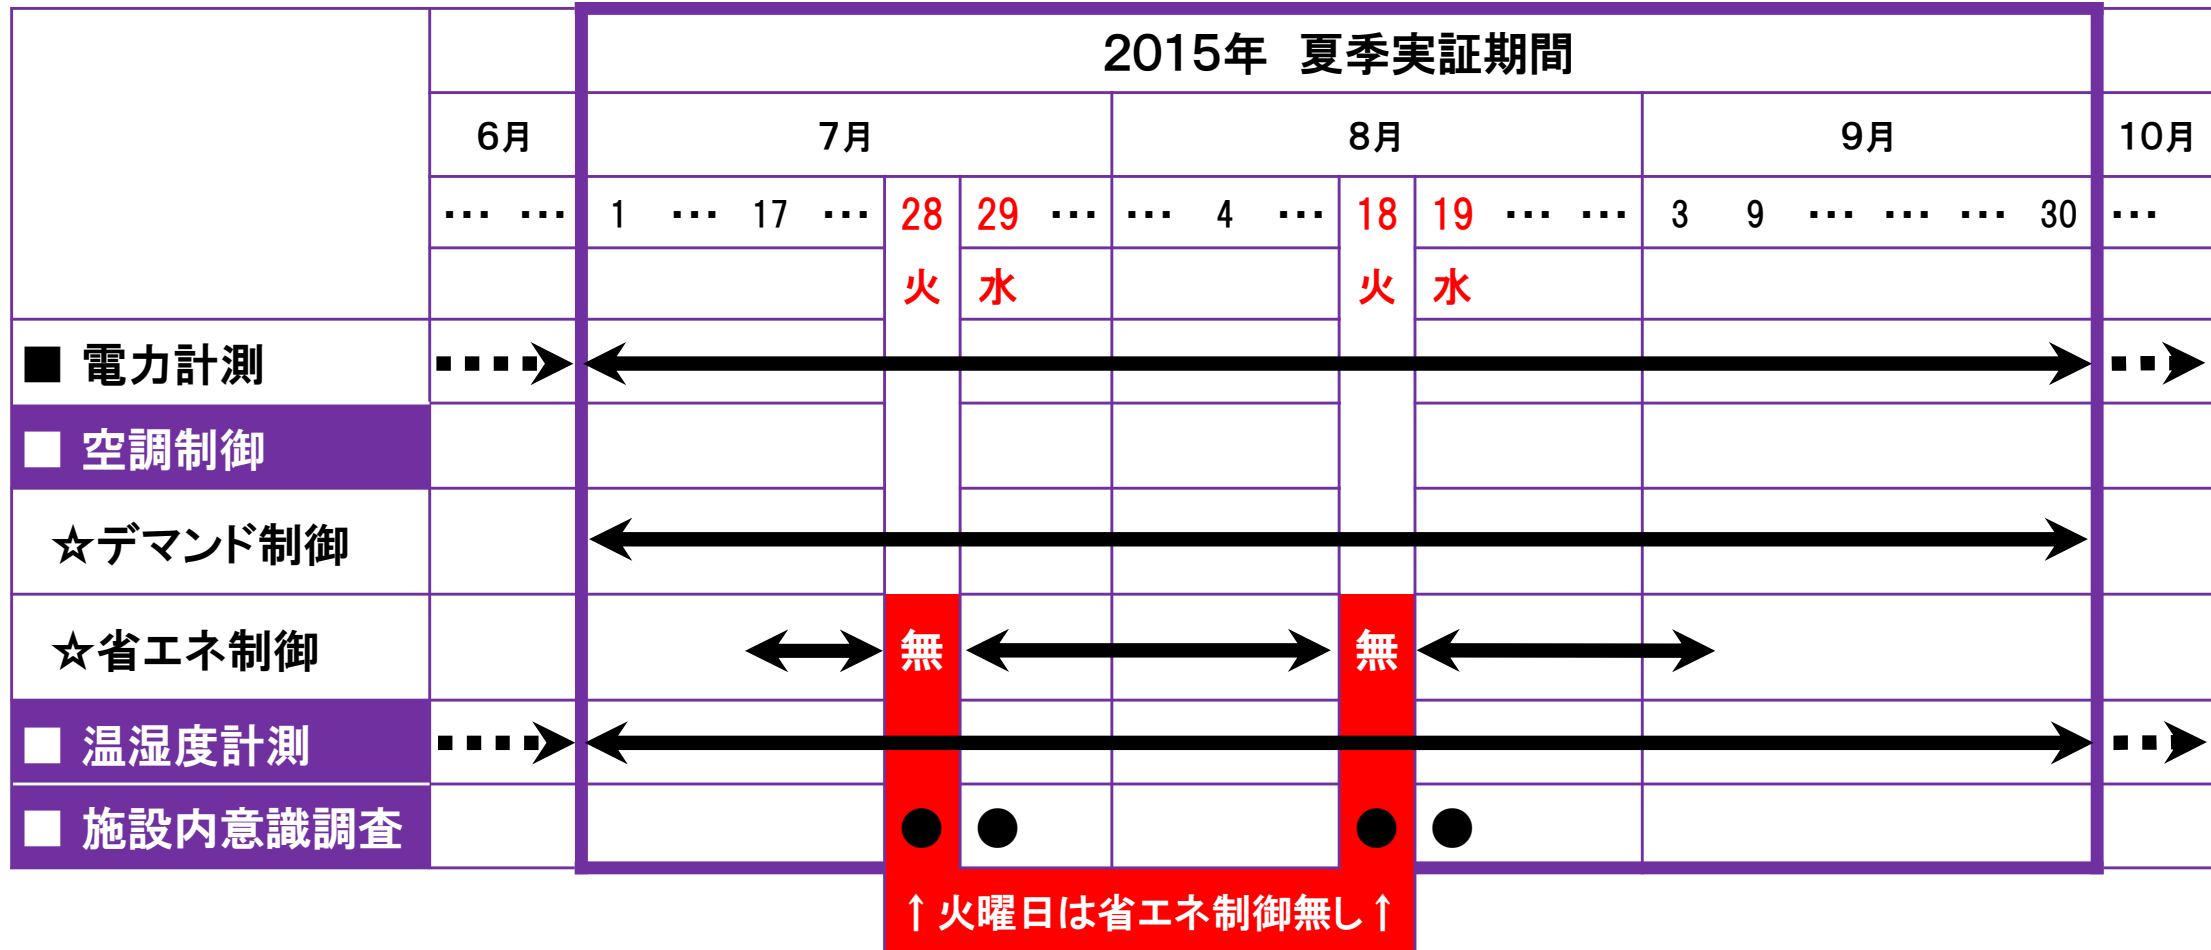 2015年 夏季実証期間
6月 7月 8月 9月 10月
… … 1 … 17 … 28 29 … … 4 … 18 19 … … 3 9 … … … 30 …
火 水 火 水
■ 電力計測
■ 空調制御
☆デマンド制御
☆省エネ制御 無 無
■ 温湿度計測
■ 施設内意識調査 ● ● ● ●
↑火曜日は省エネ制御無し↑